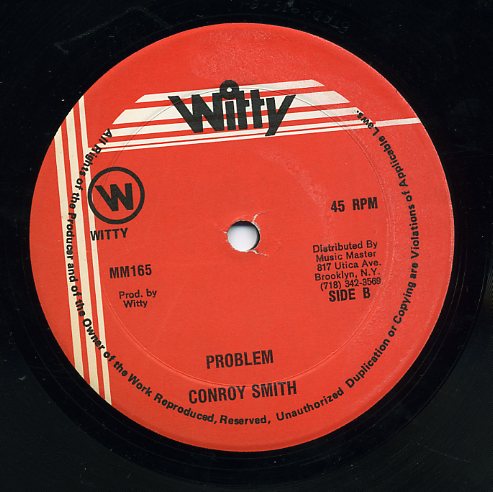 Witty
W
WITTY
MM165
Prod. by
Witty
45 RPM
Distributed By
Music Master
817 Utica Ave.
Brooklyn, N.Y.
(718) 342-3569
SIDE B
PROBLEM
CONROY SMITH
All Rights of the Producer and of the Owner of the Work Reproduced, Reserved, Unauthorized Duplication or Copying are Violations of Applicable Laws.